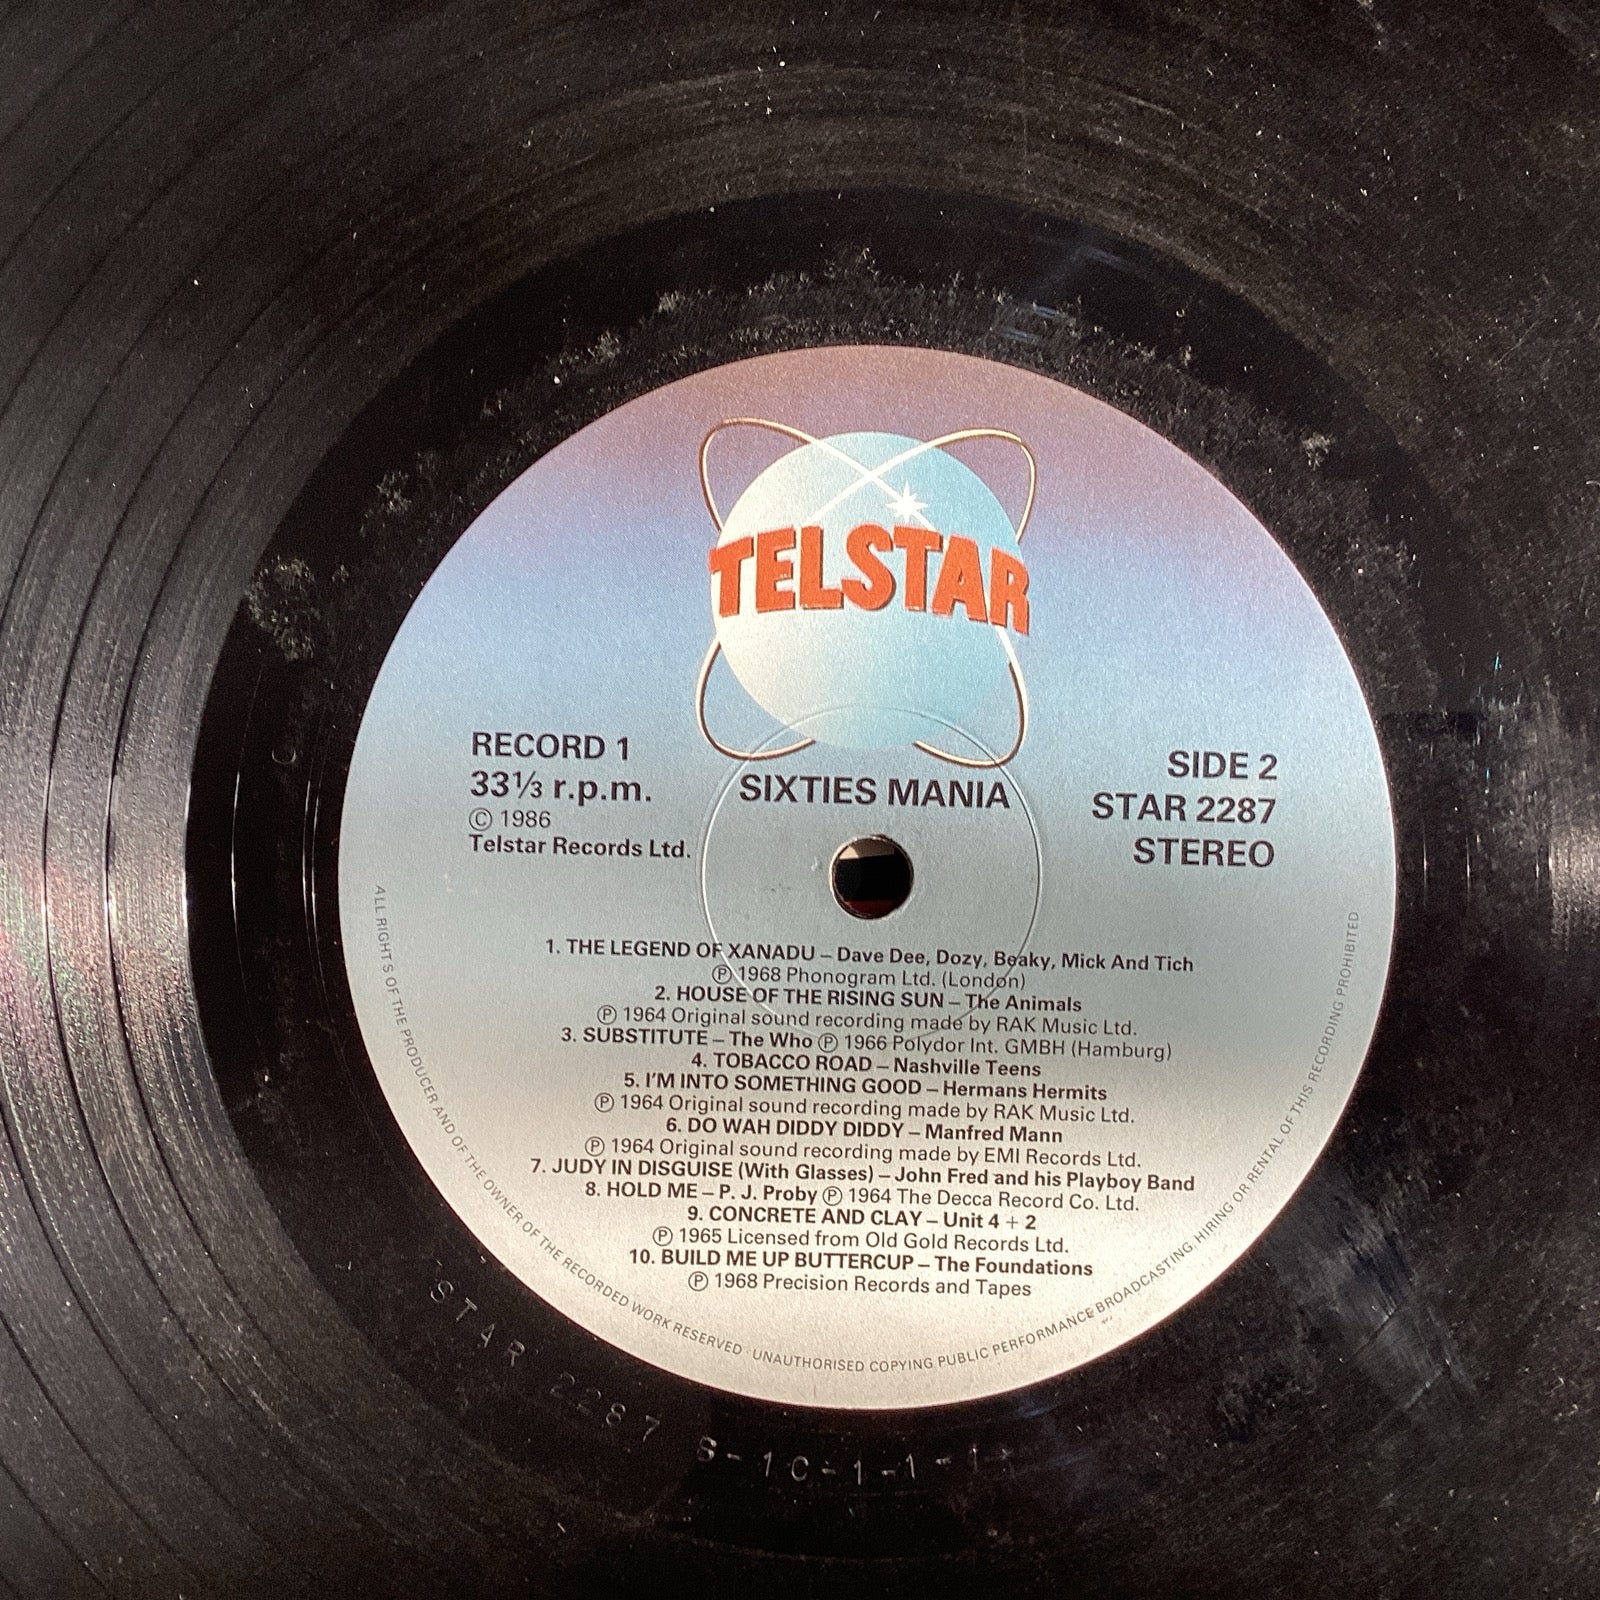 TELSTAR
RECORD 1
33⅓ r.p.m.
© 1986
Telstar Records Ltd.
SIXTIES MANIA
SIDE 2
STAR 2287
STEREO
1. THE LEGEND OF XANADU – Dave Dee, Dozy, Beaky, Mick And Tich
℗ 1968 Phonogram Ltd. (London)
2. HOUSE OF THE RISING SUN – The Animals
℗ 1964 Original sound recording made by RAK Music Ltd.
3. SUBSTITUTE – The Who ℗ 1966 Polydor Int. GMBH (Hamburg)
4. TOBACCO ROAD – Nashville Teens
5. I'M INTO SOMETHING GOOD – Hermans Hermits
℗ 1964 Original sound recording made by RAK Music Ltd.
6. DO WAH DIDDY DIDDY – Manfred Mann
℗ 1964 Original sound recording made by EMI Records Ltd.
7. JUDY IN DISGUISE (With Glasses) – John Fred and his Playboy Band
8. HOLD ME – P. J. Proby ℗ 1964 The Decca Record Co. Ltd.
9. CONCRETE AND CLAY – Unit 4 + 2
℗ 1965 Licensed from Old Gold Records Ltd.
10. BUILD ME UP BUTTERCUP – The Foundations
℗ 1968 Precision Records and Tapes
ALL RIGHTS OF THE PRODUCER AND OF THE OWNER OF THE RECORDED WORK RESERVED · UNAUTHORISED COPYING PUBLIC PERFORMANCE BROADCASTING HIRING OR RENTAL OF THIS RECORDING PROHIBITED
STAR 2287 S-1C-1-1-1